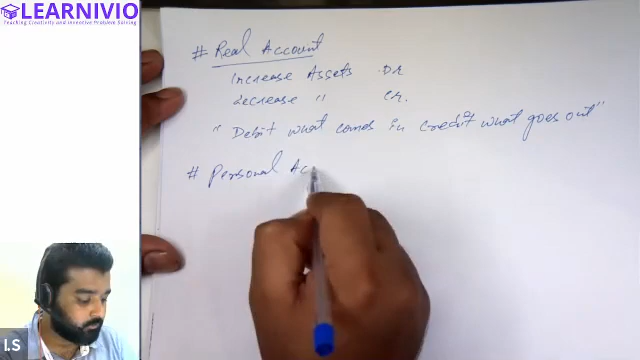 LEARNIVIO
Teaching Creativity and Inventive Problem Solving
# Real Account
Increase Assets Dr
decrease " Cr.
" Debit what comes in credit what goes out "
# Personal Ac
I.S